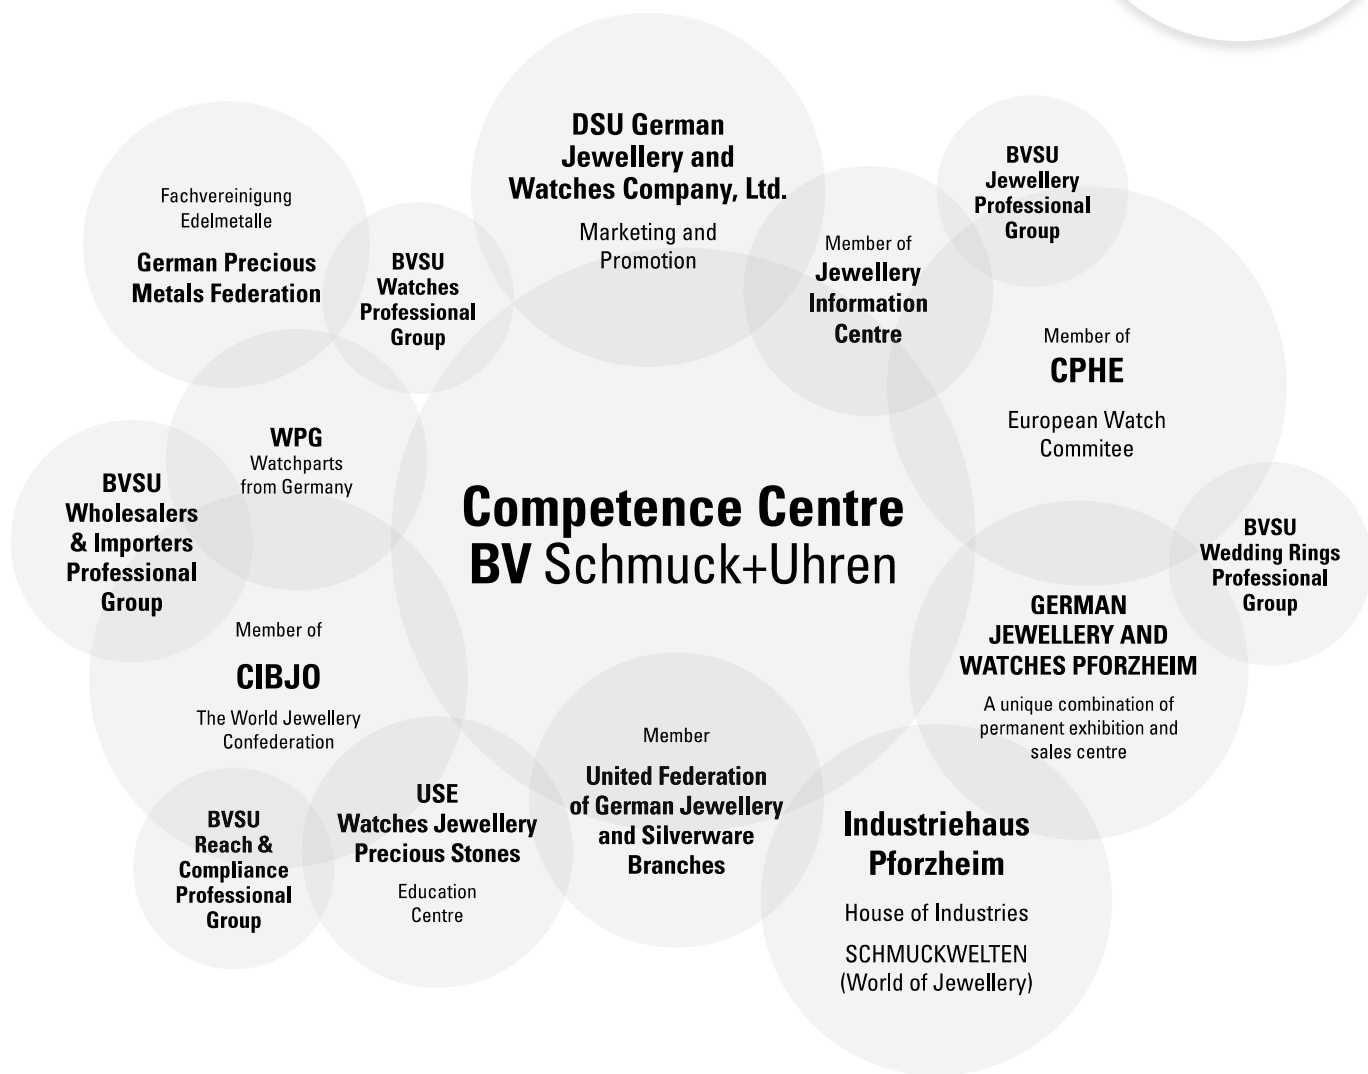 DSU German
Jewellery and
Watches Company, Ltd.
Marketing and
Promotion
BVSU
Jewellery
Professional
Group
Fachvereinigung
Edelmetalle
German Precious
Metals Federation
BVSU
Watches
Professional
Group
Member of
Jewellery
Information
Centre
Member of
CPHE
European Watch
Commitee
WPG
Watchparts
from Germany
BVSU
Wholesalers
& Importers
Professional
Group
Competence Centre
BV Schmuck+Uhren
BVSU
Wedding Rings
Professional
Group
GERMAN
JEWELLERY AND
WATCHES PFORZHEIM
A unique combination of
permanent exhibition and
sales centre
Member of
CIBJO
The World Jewellery
Confederation
Member
United Federation
of German Jewellery
and Silverware
Branches
BVSU
Reach &
Compliance
Professional
Group
USE
Watches Jewellery
Precious Stones
Education
Centre
Industriehaus
Pforzheim
House of Industries
SCHMUCKWELTEN
(World of Jewellery)